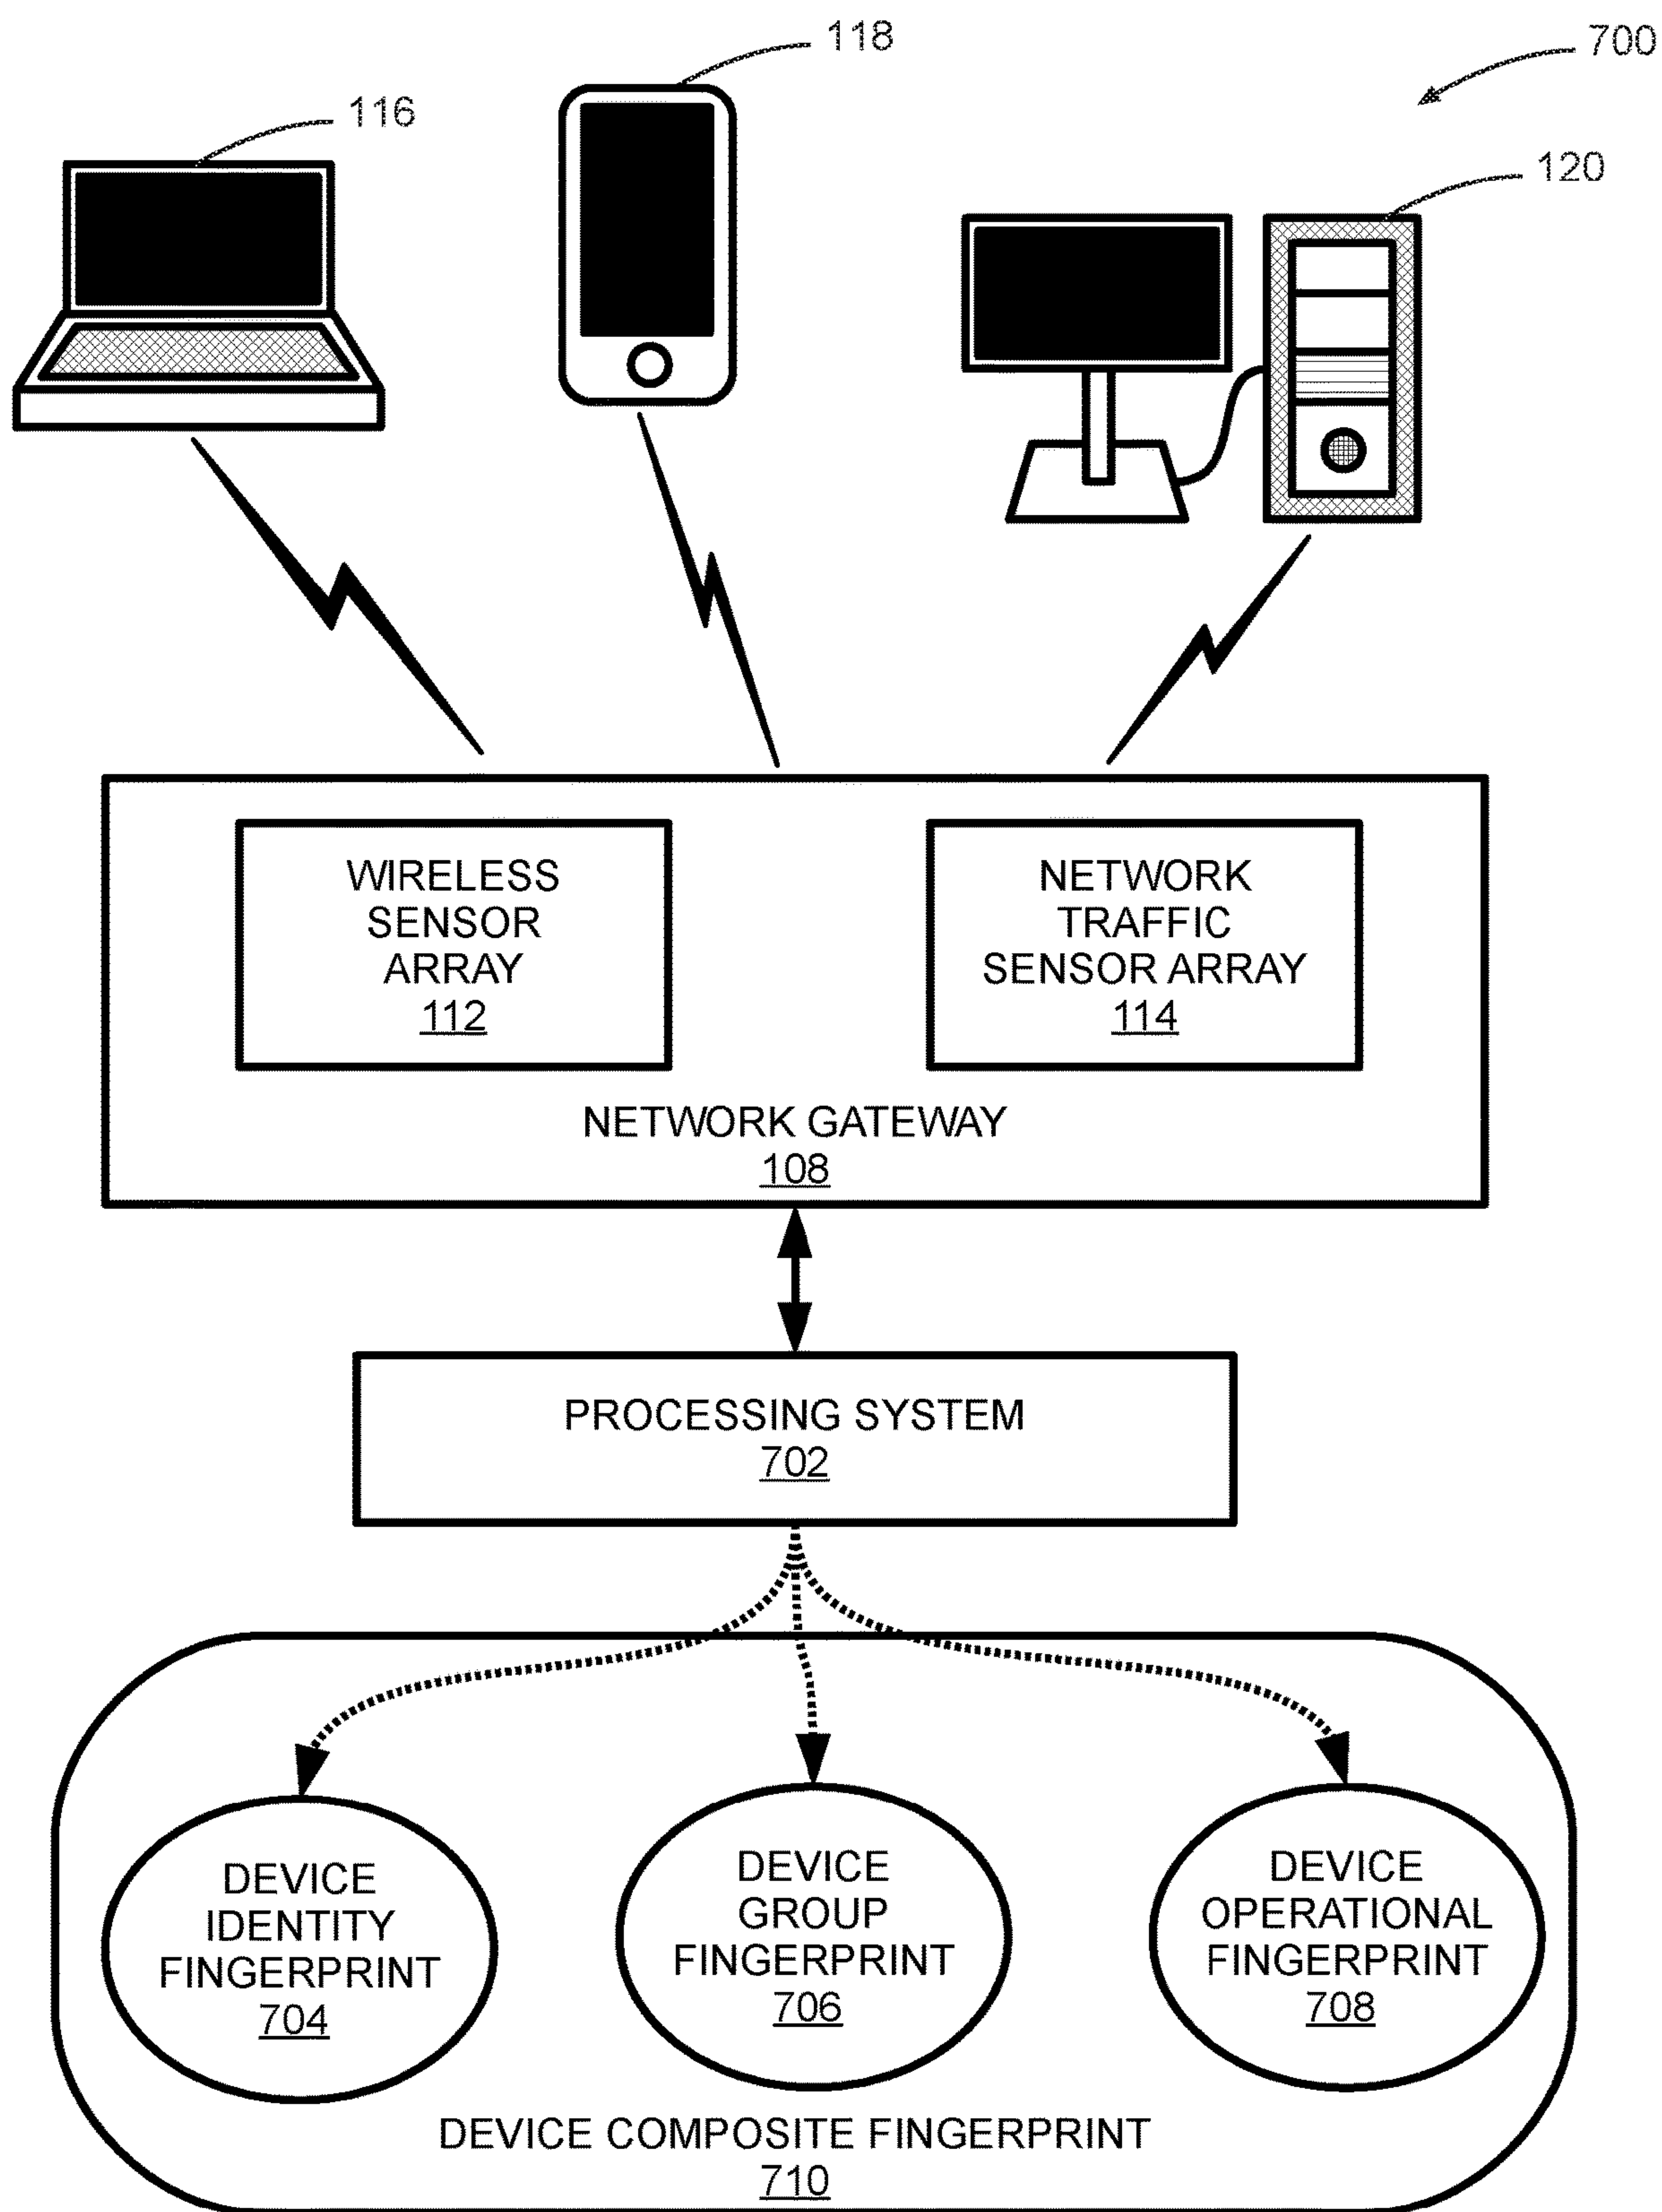 118
700
116
120
WIRELESS
SENSOR
ARRAY
112
NETWORK
TRAFFIC
SENSOR ARRAY
114
NETWORK GATEWAY
108
PROCESSING SYSTEM
702
DEVICE
IDENTITY
FINGERPRINT
704
DEVICE
GROUP
FINGERPRINT
706
DEVICE
OPERATIONAL
FINGERPRINT
708
DEVICE COMPOSITE FINGERPRINT
710